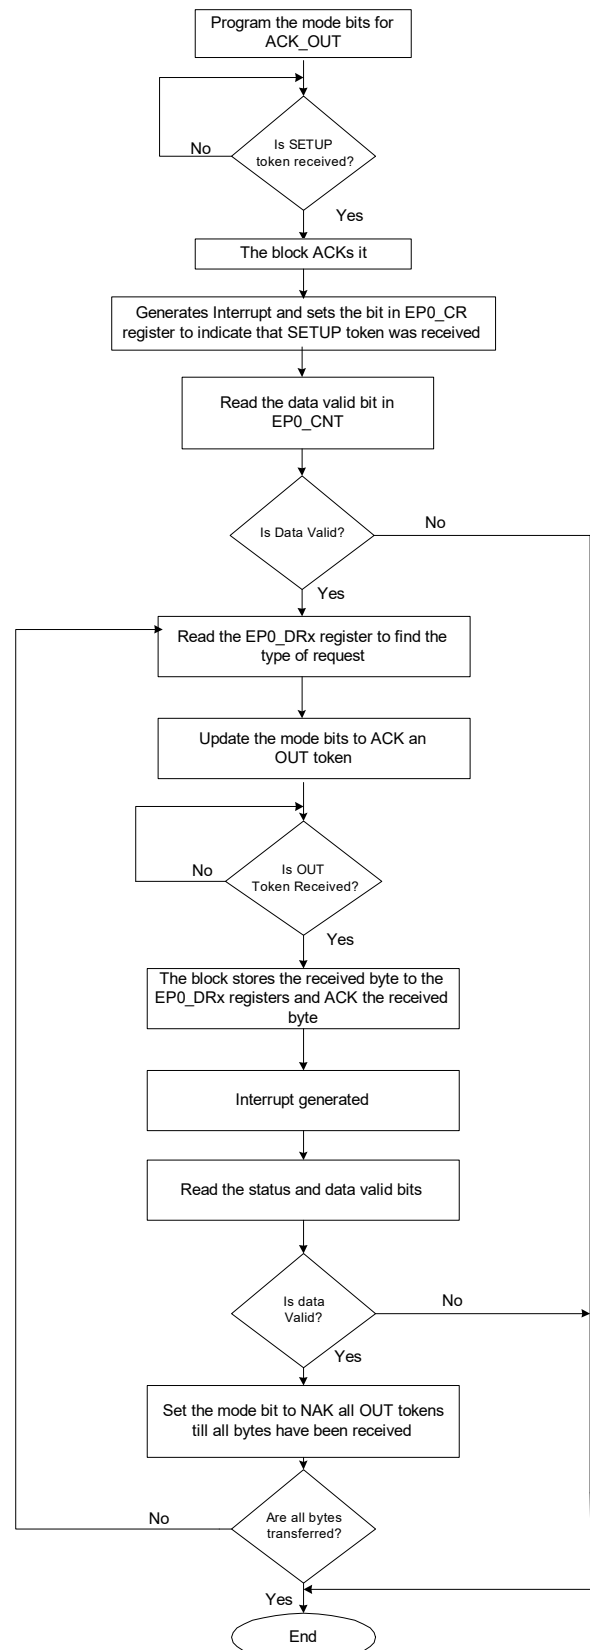 Program the mode bits for
ACK_OUT
Is SETUP
token received?
No
Yes
The block ACKs it
Generates Interrupt and sets the bit in EP0_CR
register to indicate that SETUP token was received
Read the data valid bit in
EP0_CNT
Is Data Valid?
No
Yes
Read the EP0_DRx register to find the
type of request
Update the mode bits to ACK an
OUT token
Is OUT
Token Received?
No
Yes
The block stores the received byte to the
EP0_DRx registers and ACK the received
byte
Interrupt generated
Read the status and data valid bits
Is data
Valid?
No
Yes
Set the mode bit to NAK all OUT tokens
till all bytes have been received
Are all bytes
transferred?
No
Yes
End